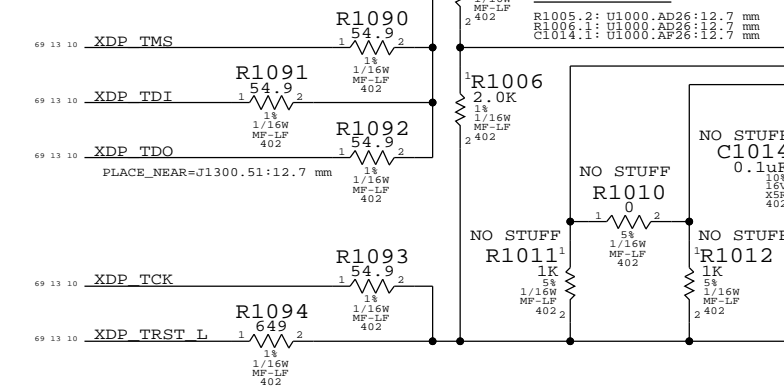 MF-LF
2 402
R1005.2: U1000.AD26:12.7 mm
R1006.1: U1000.AD26:12.7 mm
C1014.1: U1000.AF26:12.7 mm
R1090
54.9
69 13 10 XDP_TMS 1 2
1%
1/16W
MF-LF
402
R1091
54.9
69 13 10 XDP_TDI 1 2
1%
1/16W
MF-LF
402
1 R1006
2.0K
1%
1/16W
MF-LF
2 402
R1092
54.9
69 13 10 XDP_TDO 1 2
PLACE_NEAR=J1300.51:12.7 mm
1%
1/16W
MF-LF
402
NO STUFF
C1014
0.1uF
10%
16V
X5R
402
NO STUFF
R1010
0
1 2
5%
1/16W
MF-LF
402
NO STUFF
R1011 1
1K
5%
1/16W
MF-LF
402 2
NO STUFF
1 R1012
1K
5%
1/16W
MF-LF
2 402
R1093
54.9
69 13 10 XDP_TCK 1 2
1%
1/16W
MF-LF
402
R1094
649
69 13 10 XDP_TRST_L 1 2
1%
1/16W
MF-LF
402